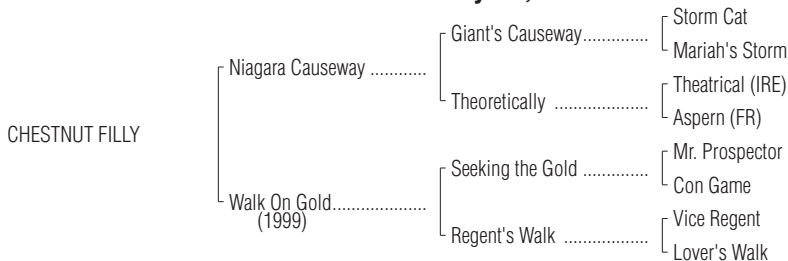 Storm Cat
Giant's Causeway..............
Mariah's Storm
Niagara Causeway ............
Theatrical (IRE)
Theoretically ....................
Aspern (FR)
CHESTNUT FILLY
Mr. Prospector
Seeking the Gold ..............
Con Game
Walk On Gold....................
(1999)
Vice Regent
Regent's Walk ..................
Lover's Walk